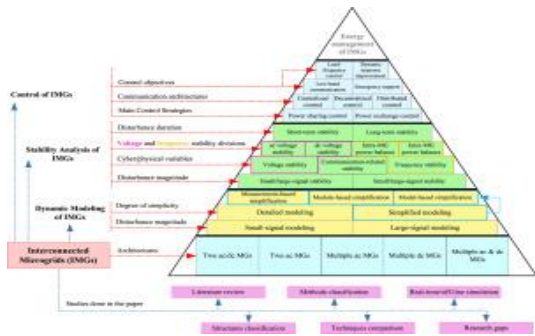 Energy
management
of IMGs
Load
frequency
control
Dynamic
response
improvement
Control objectives
Low-band
communication
Emergency support
Control of IMGs
Communication architectures
Centralized
control
Decentralized
control
Distributed
control
Main Control Strategies
Power sharing control
Power exchange control
Disturbance duration
Short-term stability
Long-term stability
Voltage and frequency stability divisions
ac voltage
stability
dc voltage
stability
Intra-MG
power balance
Inter-MG
power balance
Stability Analysis of
IMGs
Cyber/physical variables
Voltage stability
Communication-related
stability
Frequency stability
Disturbance magnitude
Small/large-signal stability
Small/large-signal stability
Measurement-based
simplification
Module-based simplification
Model-based simplification
Dynamic Modeling
of IMGs
Degree of simplicity
Detailed modeling
Simplified modeling
Disturbance magnitude
Small-signal modeling
Large-signal modeling
Interconnected
Microgrids (IMGs)
Architectures
Two ac/dc MGs
Two ac MGs
Multiple ac MGs
Multiple dc MGs
Multiple ac & dc
MGs
Studies done in the paper
Literature review
Methods classification
Real-time/offline simulation
Structures classification
Techniques comparison
Research gaps